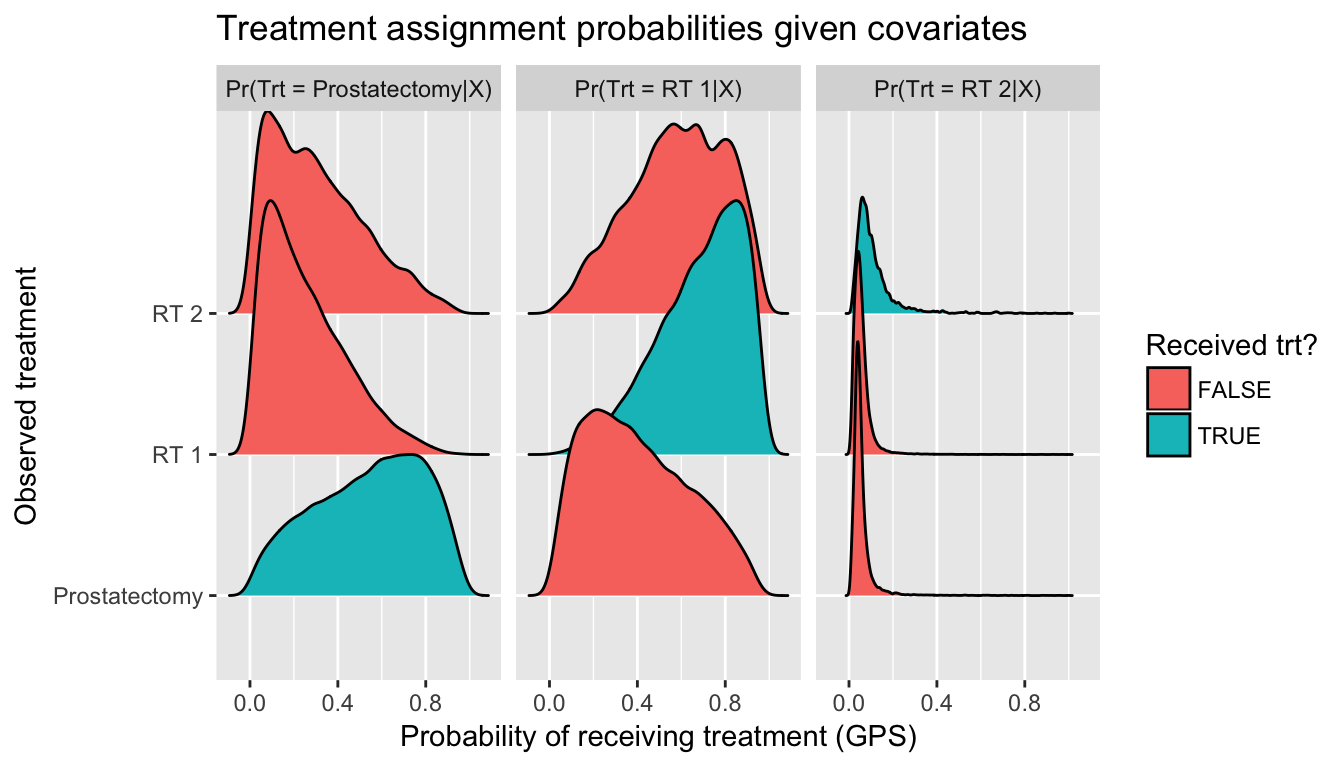 Treatment assignment probabilities given covariates
Pr(Trt = Prostatectomy|X)
Pr(Trt = RT 1|X)
Pr(Trt = RT 2|X)
Observed treatment
RT 2
RT 1
Prostatectomy
0.0 0.4 0.8
0.0 0.4 0.8
0.0 0.4 0.8
Probability of receiving treatment (GPS)
Received trt?
FALSE
TRUE